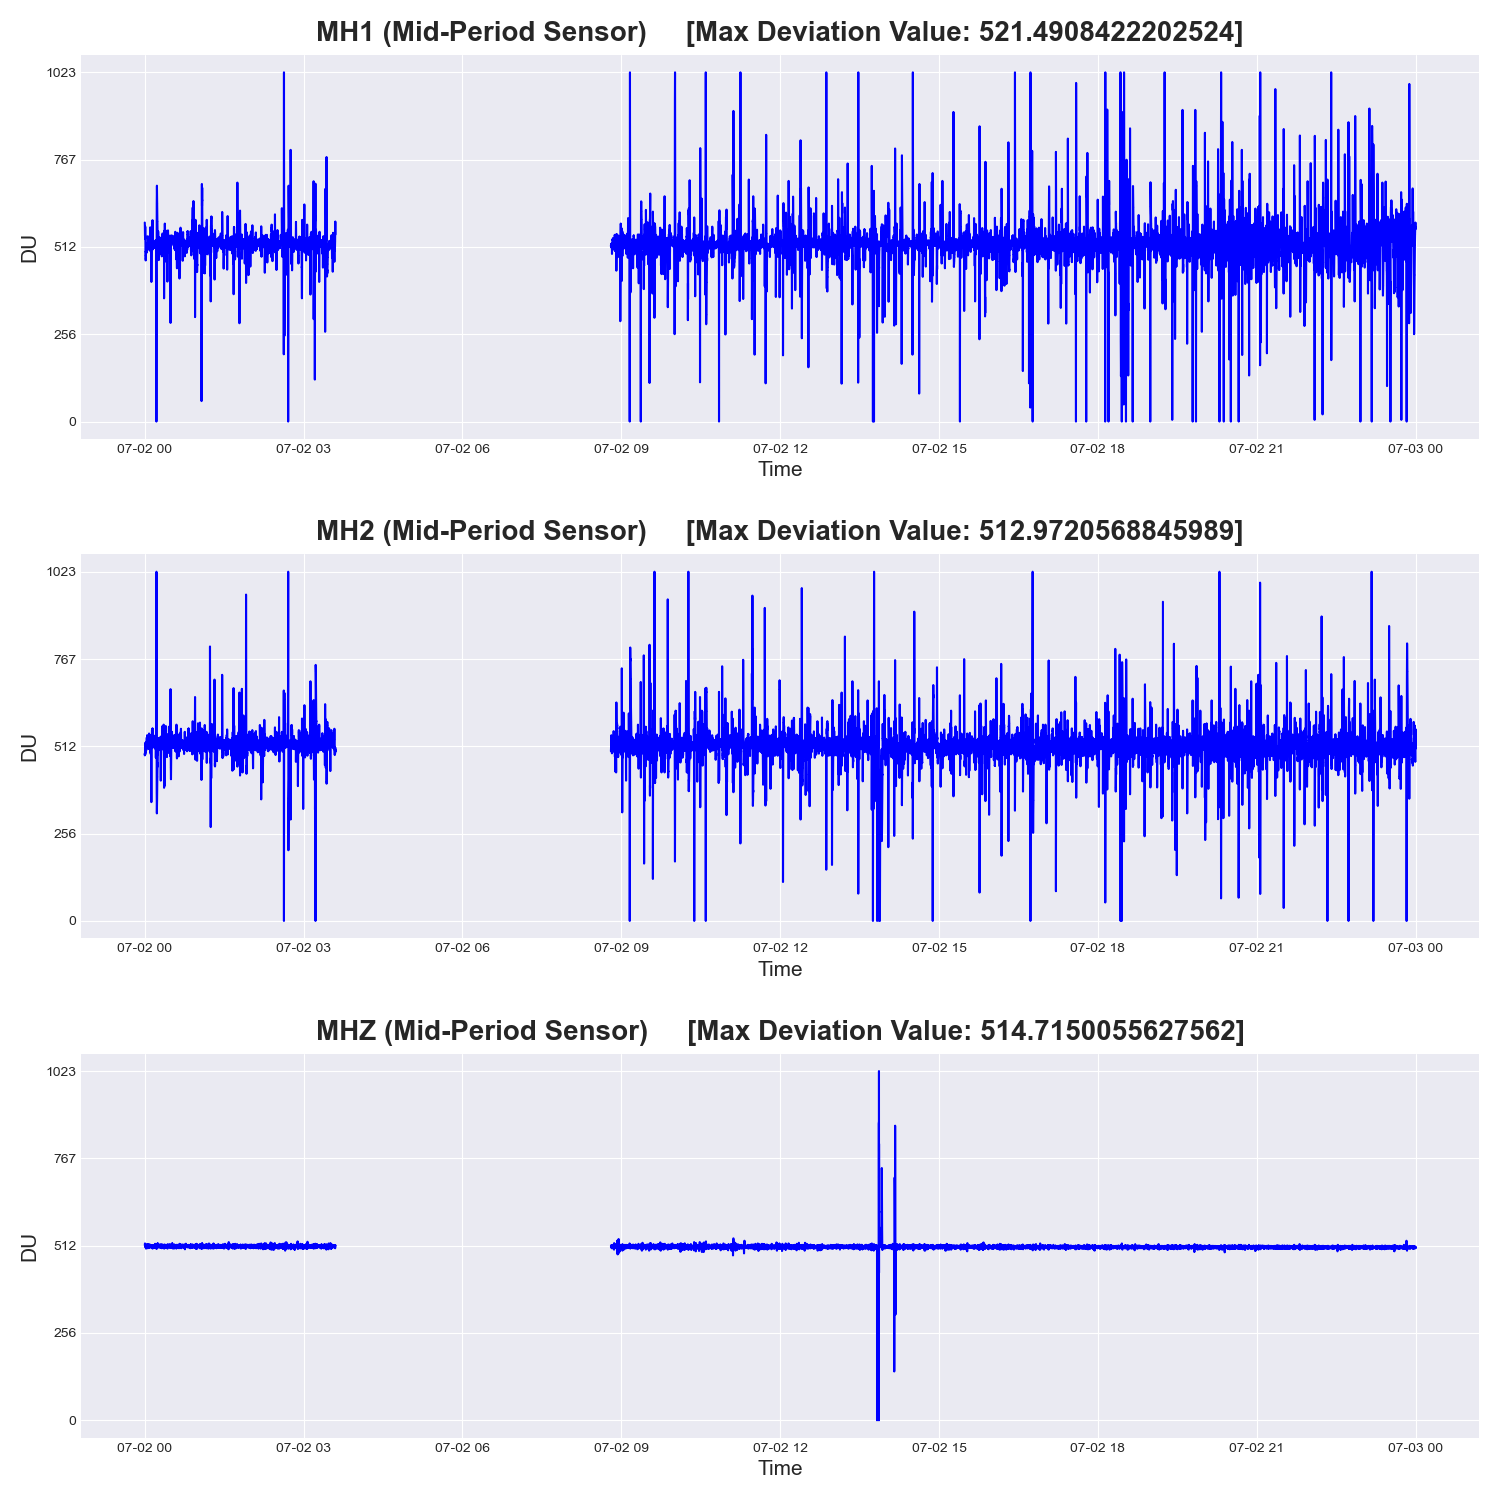 MH1 (Mid-Period Sensor) [Max Deviation Value: 521.4908422202524]
1023
767
512
256
0
DU
07-02 00 07-02 03 07-02 06 07-02 09 07-02 12 07-02 15 07-02 18 07-02 21 07-03 00
Time
MH2 (Mid-Period Sensor) [Max Deviation Value: 512.9720568845989]
1023
767
512
256
0
DU
07-02 00 07-02 03 07-02 06 07-02 09 07-02 12 07-02 15 07-02 18 07-02 21 07-03 00
Time
MHZ (Mid-Period Sensor) [Max Deviation Value: 514.7150055627562]
1023
767
512
256
0
DU
07-02 00 07-02 03 07-02 06 07-02 09 07-02 12 07-02 15 07-02 18 07-02 21 07-03 00
Time